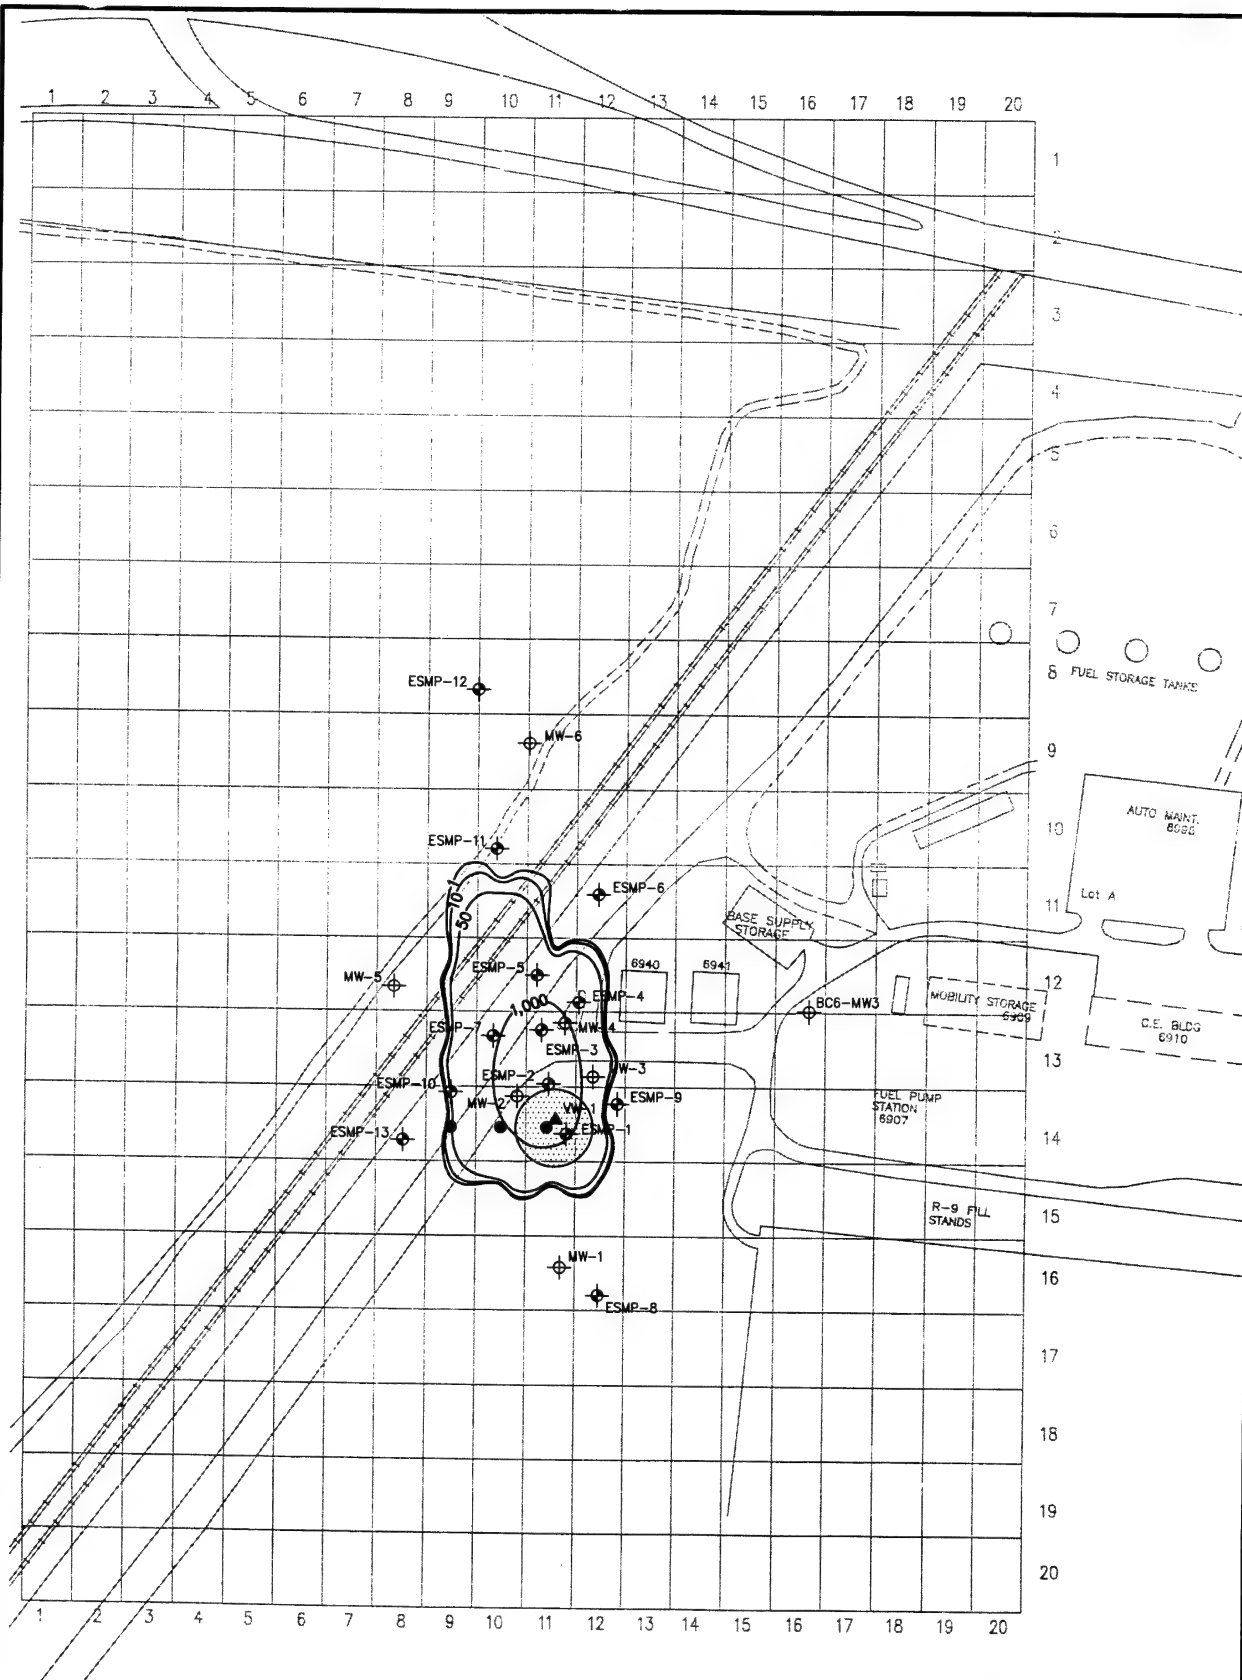 1 2 3 4 5 6 7 8 9 10 11 12 13 14 15 16 17 18 19 20
1
2
3
4
5
6
7
8
FUEL STORAGE TANKS
ESMP-12
MW-6
9
AUTO MAINT.
10
ESMP-11
ESMP-6
Lot A
11
10
1
50
BASE SUPPLY
STORAGE
6940
6941
12
MW-5
ESMP-5
ESMP-4
BC6-MW3
MOBILITY STORAGE
C.E. BLDG
6910
1,000
ESMP-7
MW-4
ESMP-3
13
ESMP-2
ESMP-10
MW-2
VW-1
ESMP-9
FUEL PUMP
STATION
6907
ESMP-13
ESMP-1
14
R-9 FILL
STANDS
15
MW-1
16
ESMP-8
17
18
19
20
1 2 3 4 5 6 7 8 9 10 11 12 13 14 15 16 17 18 19 20